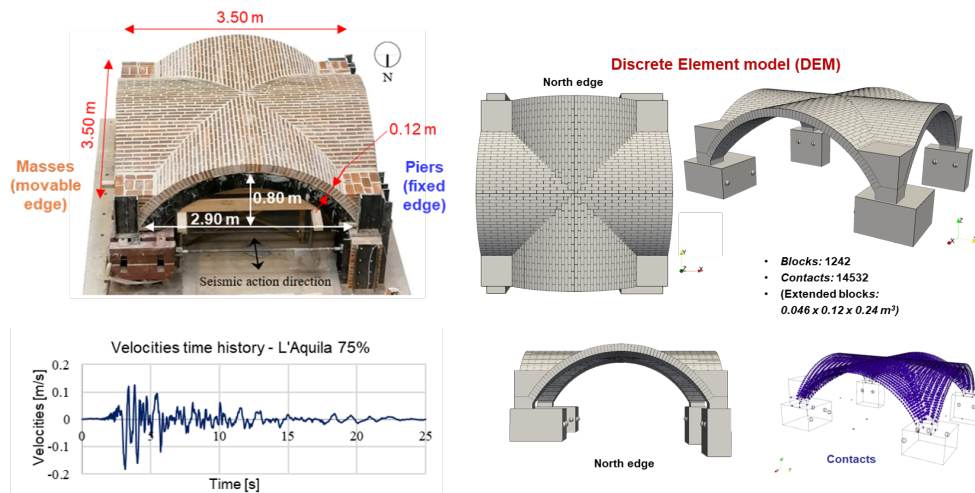 3.50 m
N
3.50 m
0.12 m
Masses
(movable
edge)
Piers
(fixed
edge)
0.80 m
2.90 m
Seismic action direction
Discrete Element model (DEM)
North edge
• Blocks: 1242
• Contacts: 14532
• (Extended blocks:
0.046 x 0.12 x 0.24 m³)
Velocities time history - L'Aquila 75%
Velocities [m/s]
0.2
0.1
0
-0.1
-0.2
0 5 10 15 20 25
Time [s]
North edge
Contacts